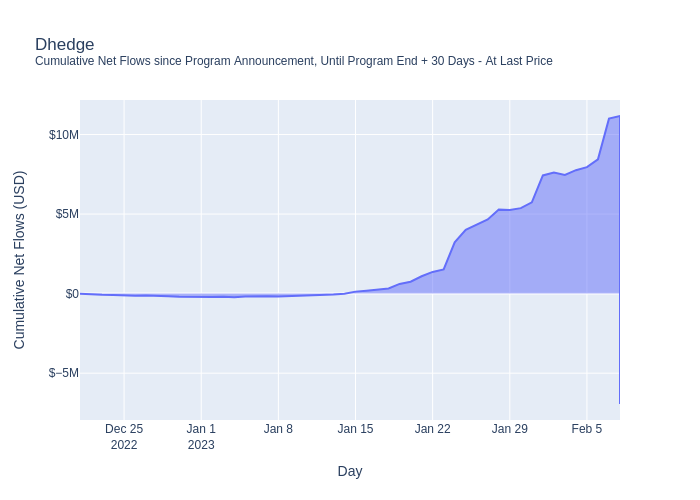 Dhedge
Cumulative Net Flows since Program Announcement, Until Program End + 30 Days - At Last Price
$10M
$5M
$0
$−5M
Cumulative Net Flows (USD)
Dec 25 Jan 1 Jan 8 Jan 15 Jan 22 Jan 29 Feb 5
2022 2023
Day